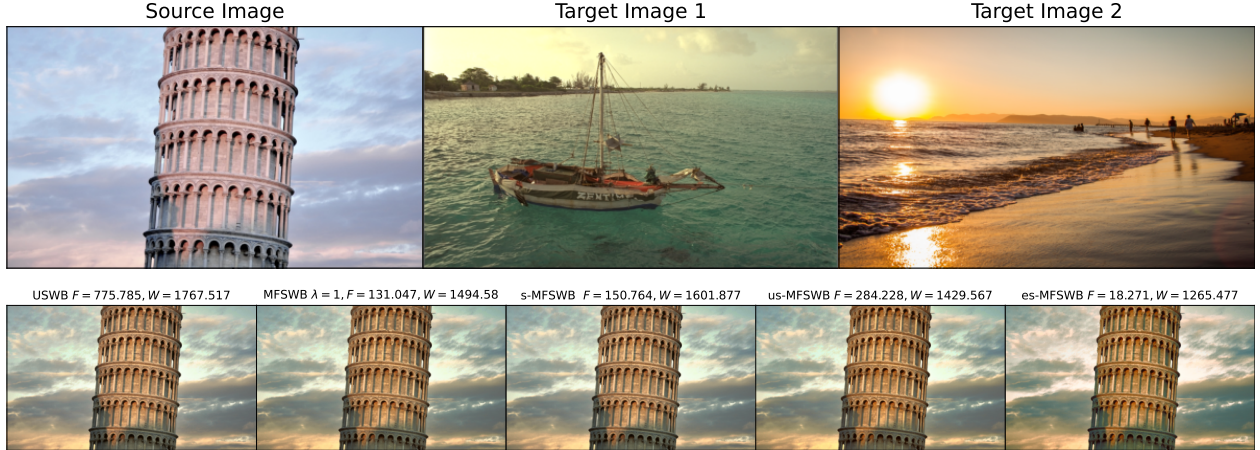 Source Image
Target Image 1
Target Image 2
ZENTIUM
USWB F = 775.785, W = 1767.517
MFSWB λ = 1, F = 131.047, W = 1494.58
s-MFSWB F = 150.764, W = 1601.877
us-MFSWB F = 284.228, W = 1429.567
es-MFSWB F = 18.271, W = 1265.477